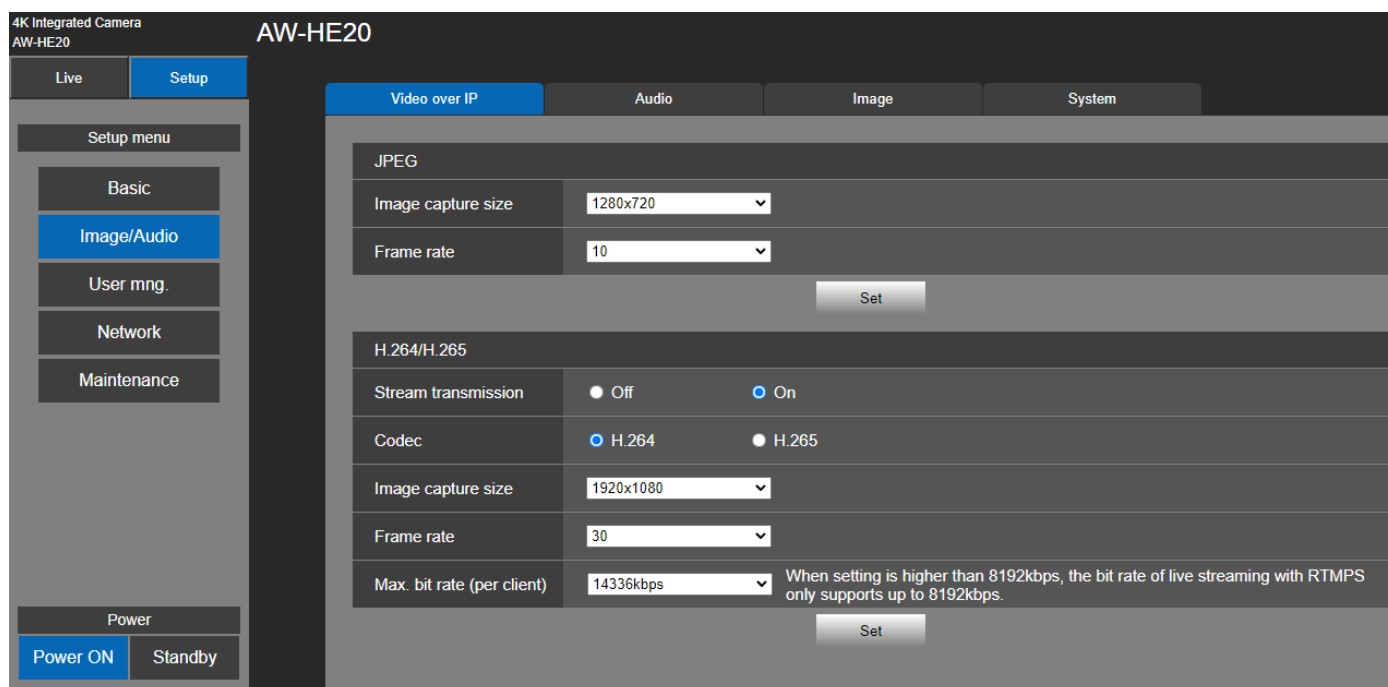 4K Integrated Camera
AW-HE20
AW-HE20
Live
Setup
Setup menu
Basic
Image/Audio
User mng.
Network
Maintenance
Power
Power ON
Standby
Video over IP
Audio
Image
System
JPEG
Image capture size
1280x720
Frame rate
10
Set
H.264/H.265
Stream transmission
Off
On
Codec
H.264
H.265
Image capture size
1920x1080
Frame rate
30
Max. bit rate (per client)
14336kbps
When setting is higher than 8192kbps, the bit rate of live streaming with RTMPS
only supports up to 8192kbps.
Set